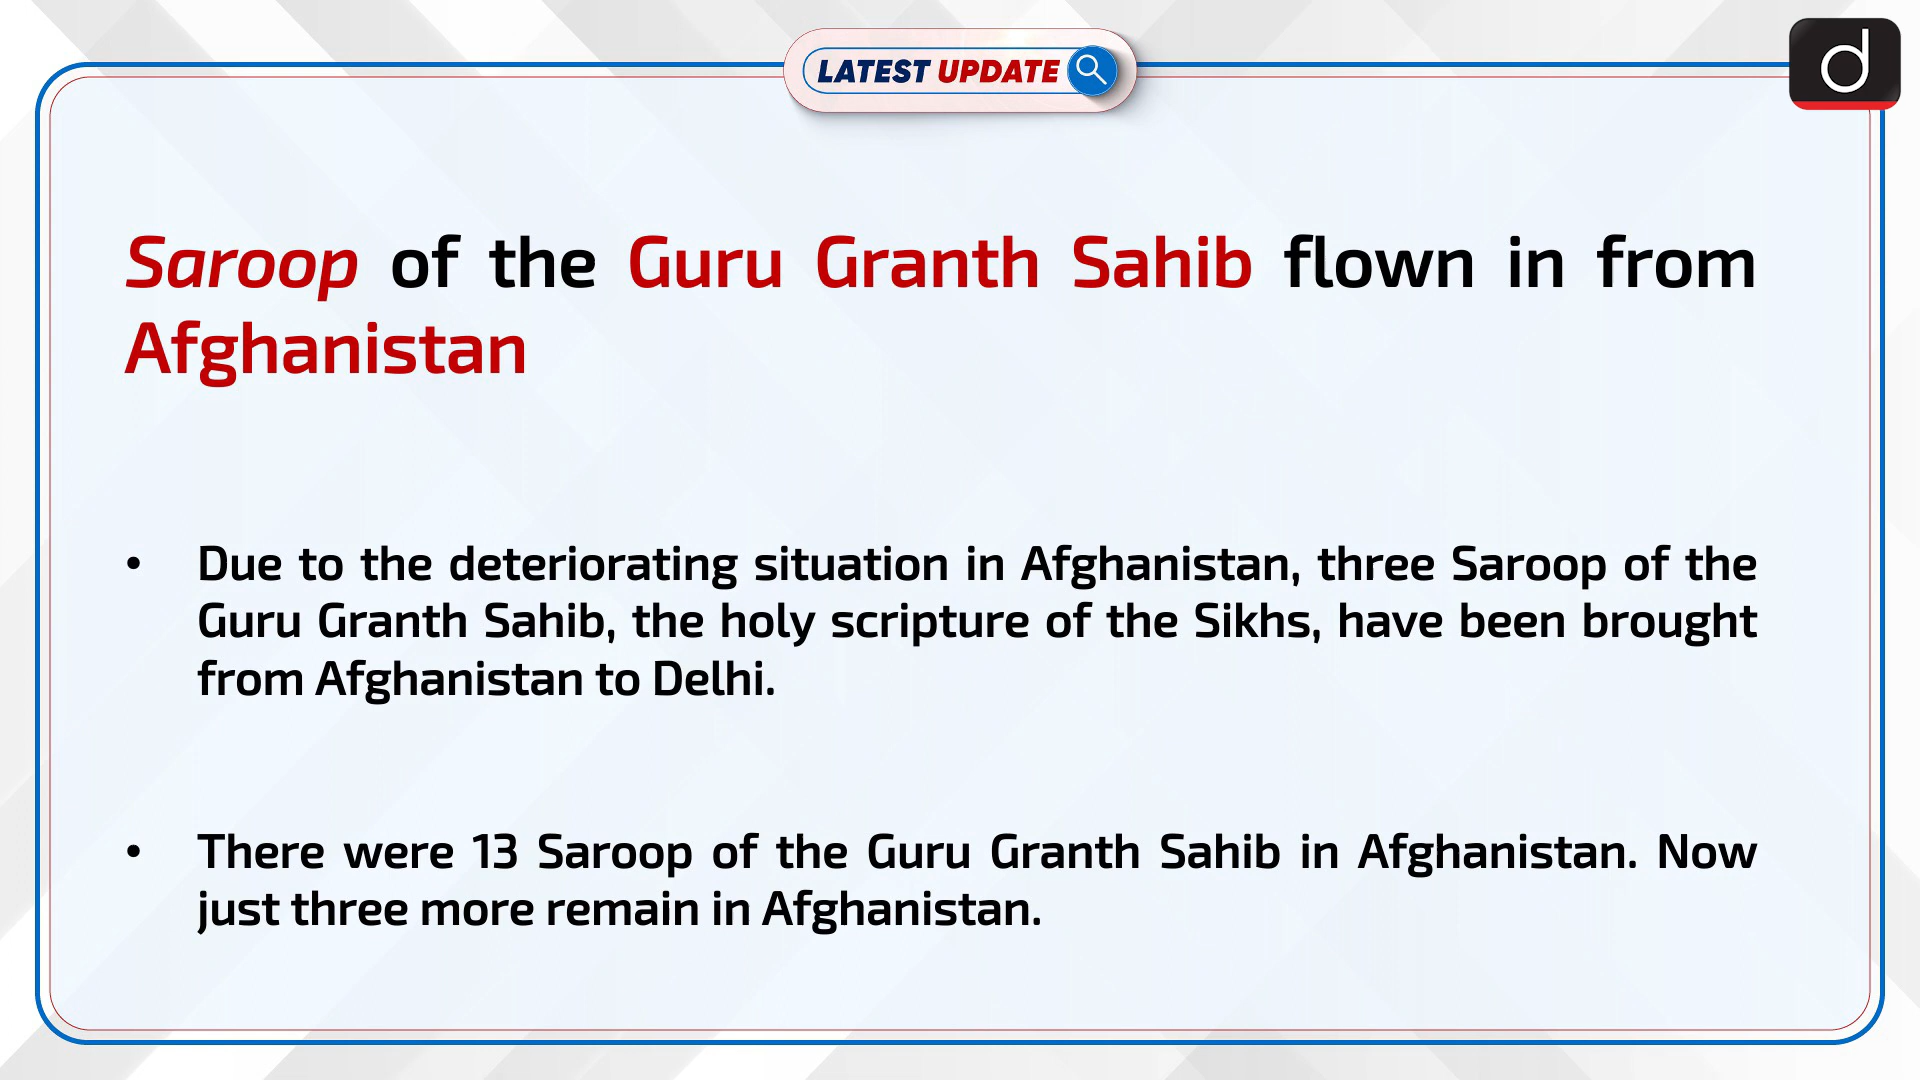 LATEST UPDATE
d
Saroop of the Guru Granth Sahib flown in from
Afghanistan
• Due to the deteriorating situation in Afghanistan, three Saroop of the
Guru Granth Sahib, the holy scripture of the Sikhs, have been brought
from Afghanistan to Delhi.
• There were 13 Saroop of the Guru Granth Sahib in Afghanistan. Now
just three more remain in Afghanistan.